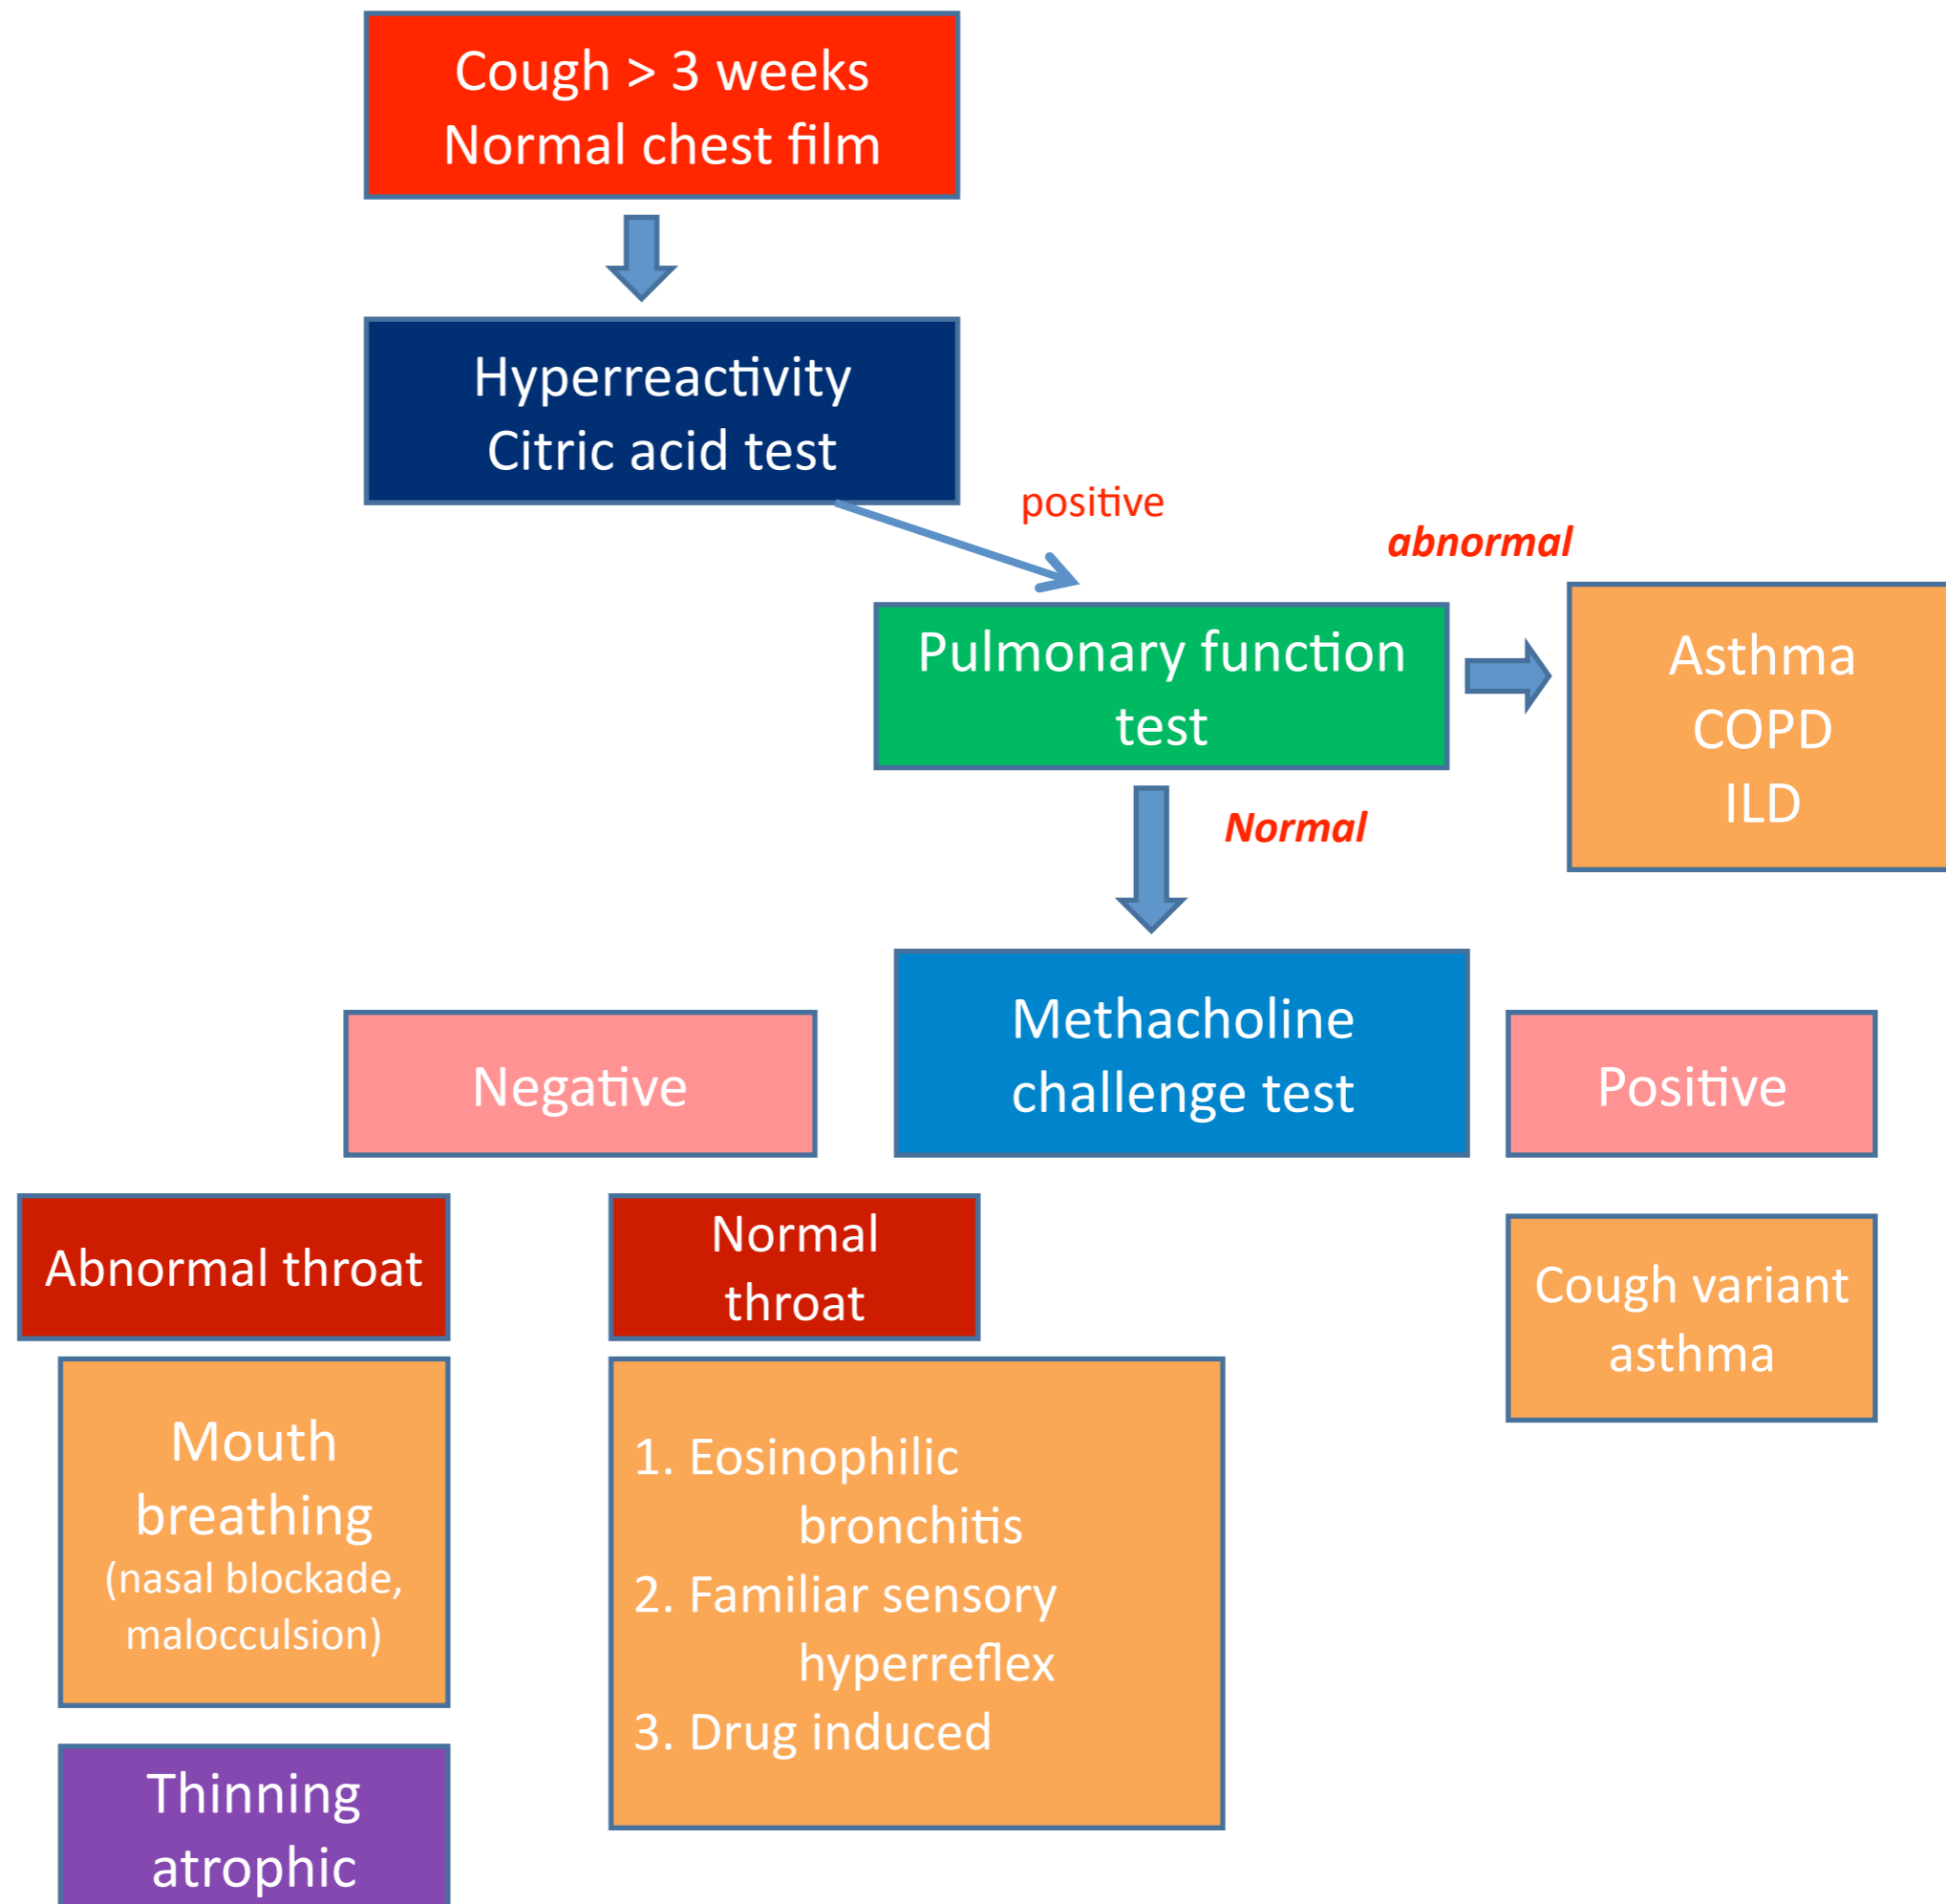 Cough > 3 weeks
Normal chest film
Hyperreactivity
Citric acid test
positive
abnormal
Pulmonary function
test
Asthma
COPD
ILD
Normal
Methacholine
challenge test
Negative
Positive
Abnormal throat
Normal
throat
Cough variant
asthma
Mouth
breathing
(nasal blockade,
malocculsion)
1. Eosinophilic
bronchitis
2. Familiar sensory
hyperreflex
3. Drug induced
Thinning
atrophic